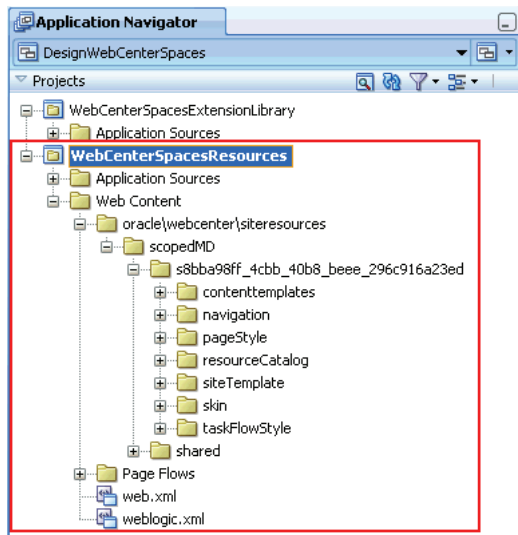 Application Navigator
DesignWebCenterSpaces
Projects
WebCenterSpacesExtensionLibrary
Application Sources
WebCenterSpacesResources
Application Sources
Web Content
oracle\webcenter\siteresources
scopedMD
s8bba98ff_4cbb_40b8_beee_296c916a23ed
contenttemplates
navigation
pageStyle
resourceCatalog
siteTemplate
skin
taskFlowStyle
shared
Page Flows
web.xml
weblogic.xml